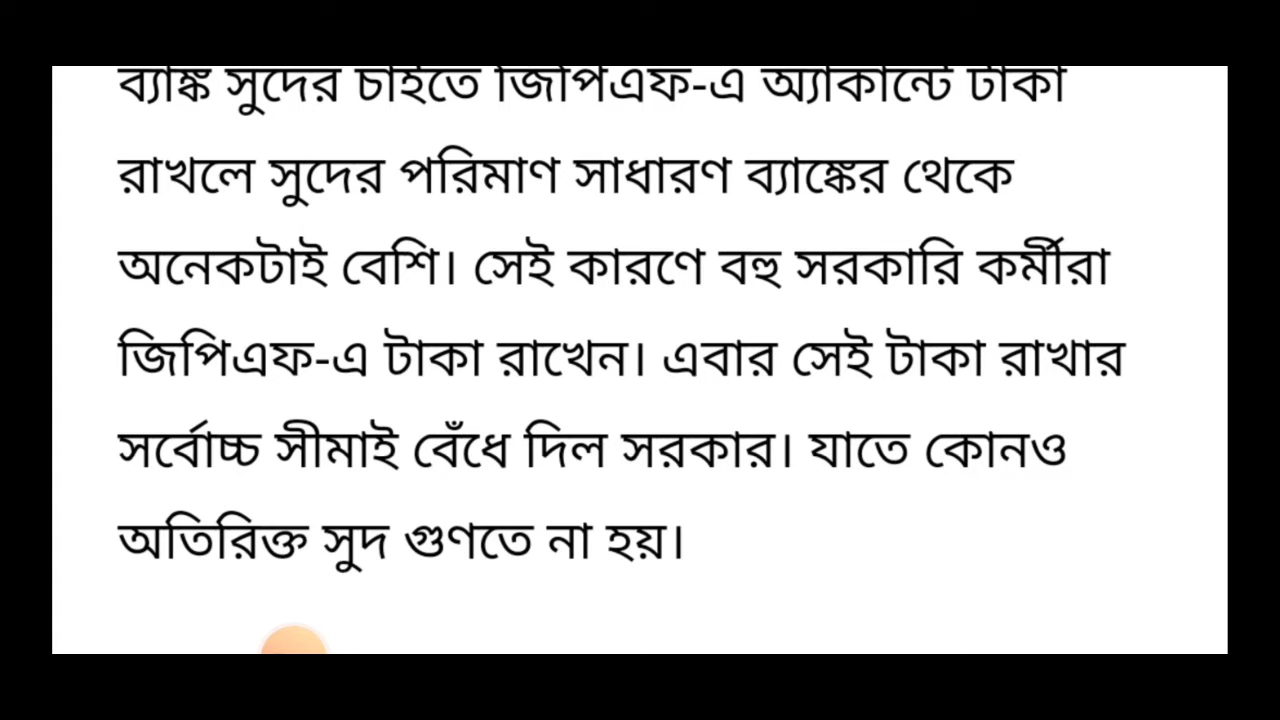 ব্যাঙ্ক সুদের চাইতে জিপিএফ-এ অ্যাকান্টে টাকা
রাখলে সুদের পরিমাণ সাধারণ ব্যাঙ্কের থেকে
অনেকটাই বেশি। সেই কারণে বহু সরকারি কর্মীরা
জিপিএফ-এ টাকা রাখেন। এবার সেই টাকা রাখার
সর্বোচ্চ সীমাই বেঁধে দিল সরকার। যাতে কোনও
অতিরিক্ত সুদ গুণতে না হয়।